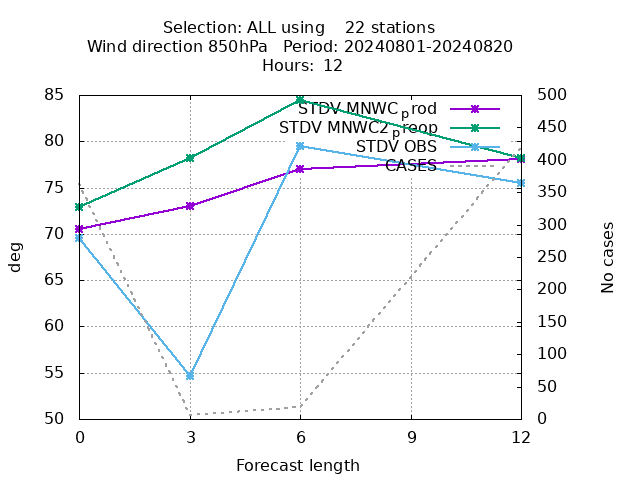 Selection: ALL using    22 stations
Wind direction 850hPa   Period: 20240801-20240820
Hours: 12
85 500
STDV MNWCprod
450
STDV MNWC2preop
80
STDV OBS
400
CASES
75 350
70 300
250
65 200
60 150
100
55 50
50 0
deg
No cases
0 3 6 9 12
Forecast length